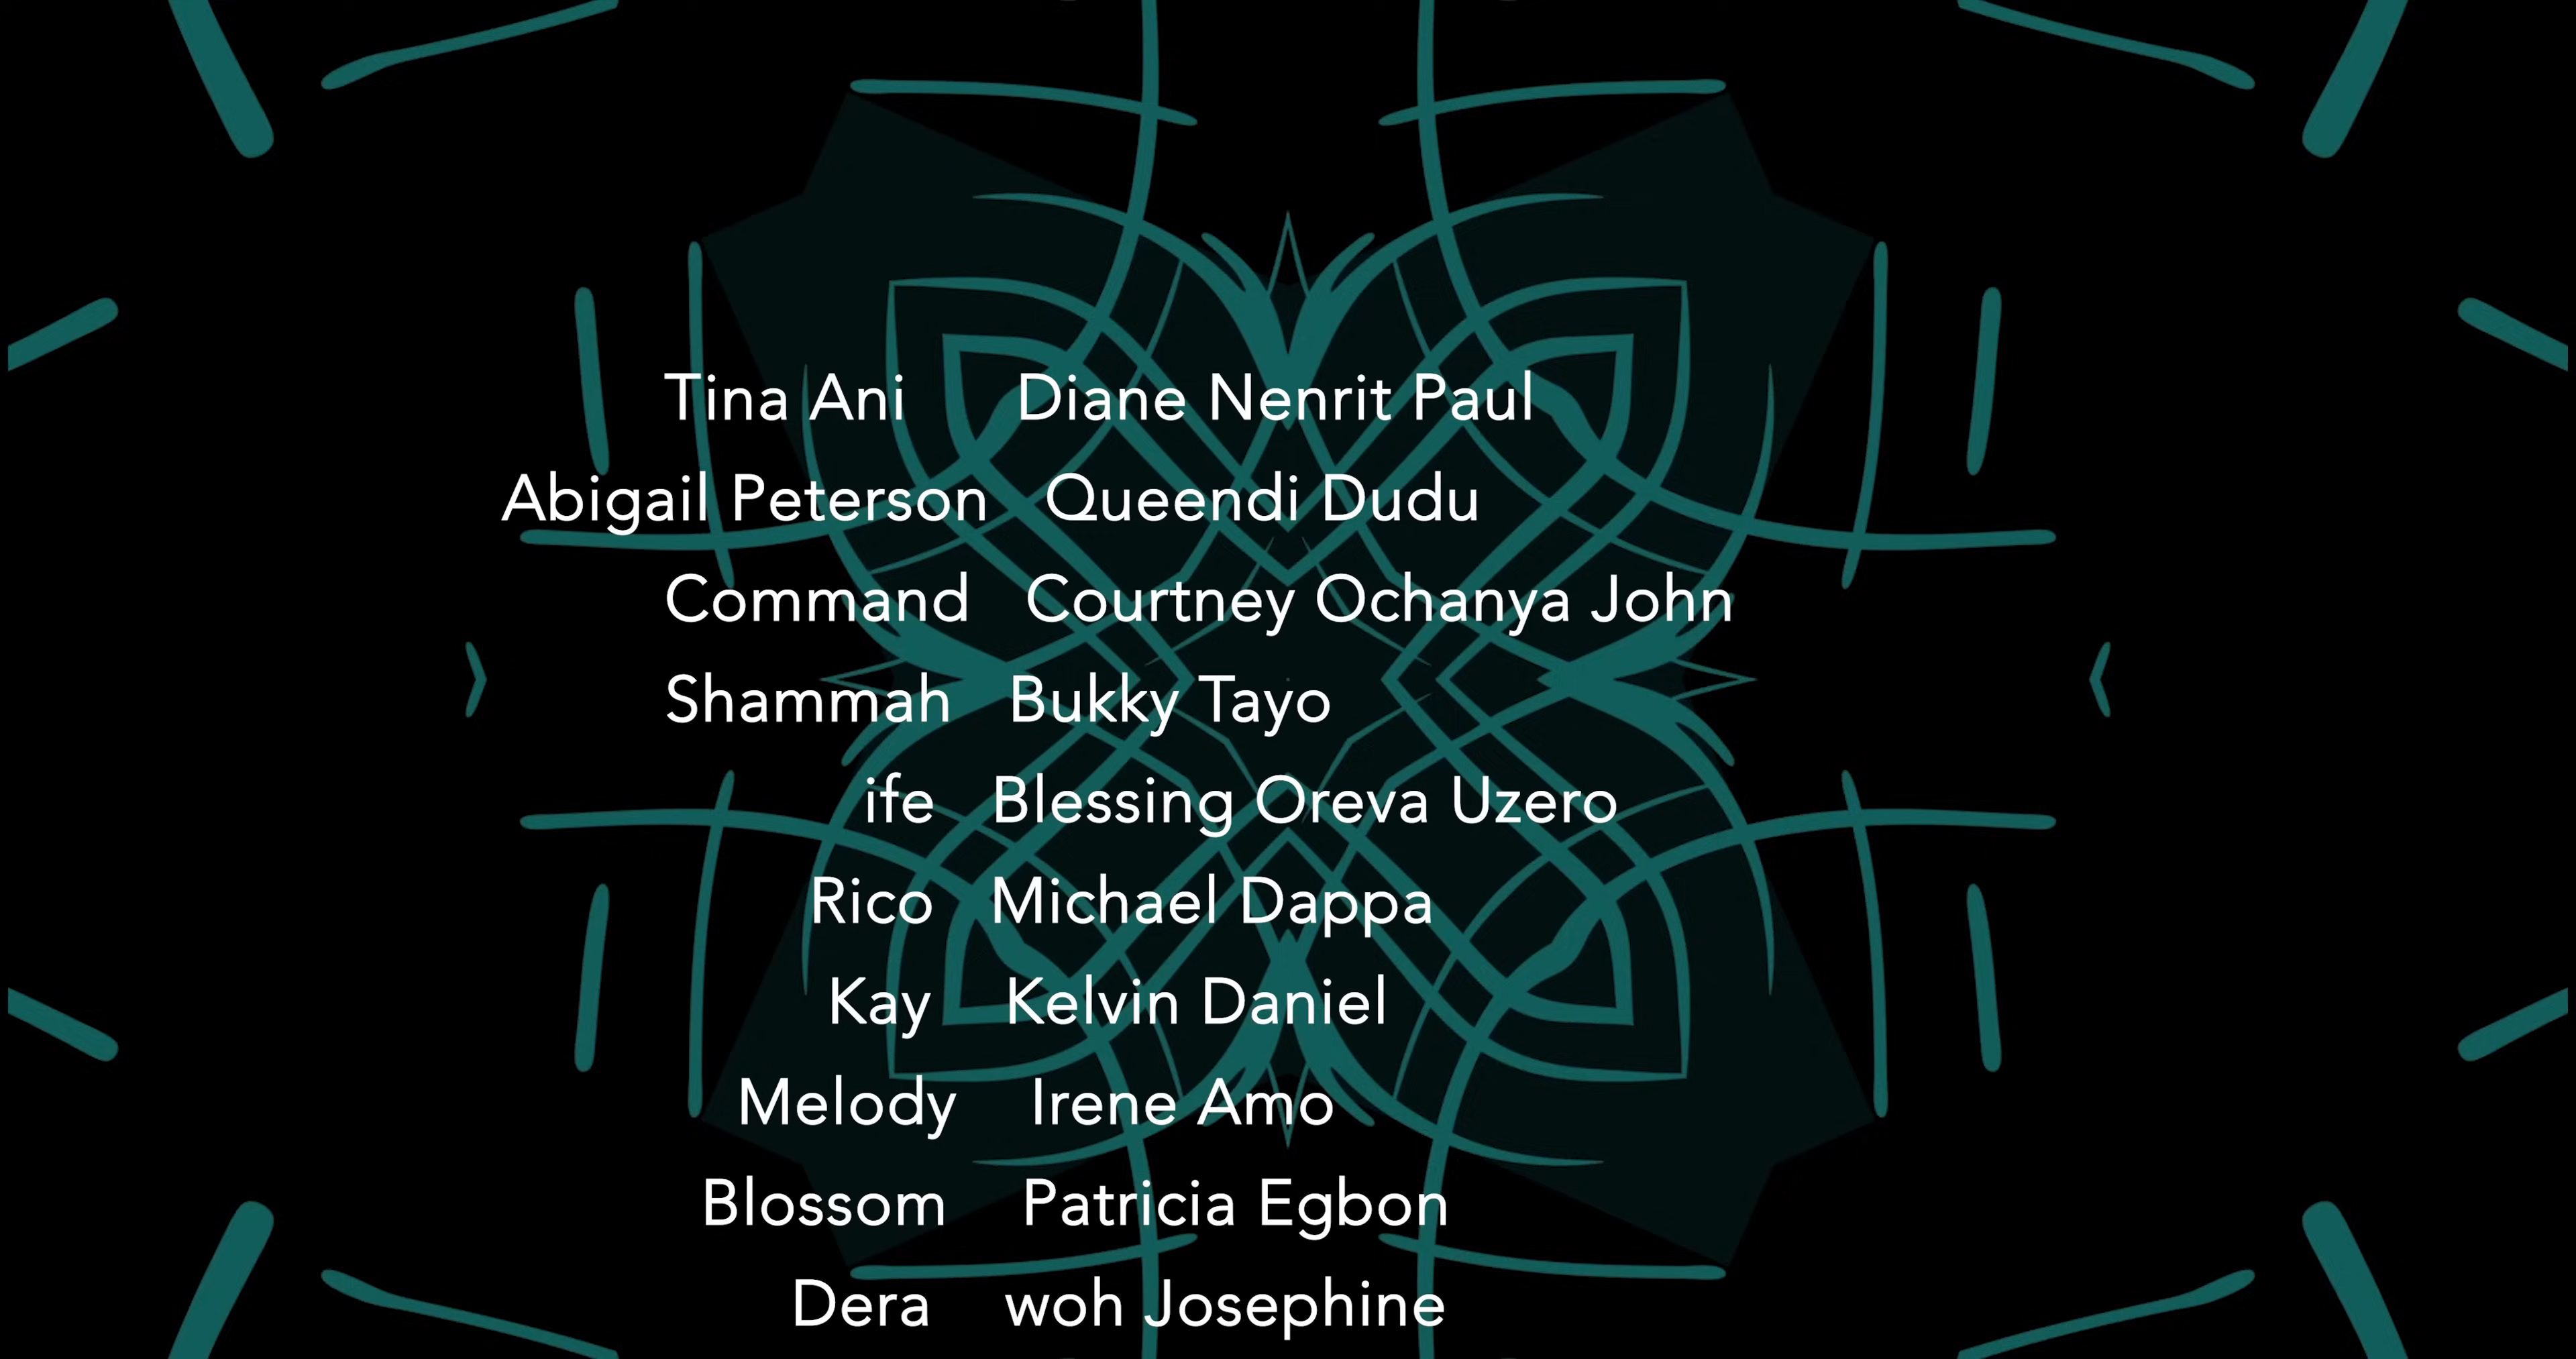 Tina Ani Diane Nenrit Paul
Abigail Peterson Queendi Dudu
Command Courtney Ochanya John
Shammah Bukky Tayo
ife Blessing Oreva Uzero
Rico Michael Dappa
Kay Kelvin Daniel
Melody Irene Amo
Blossom Patricia Egbon
Dera woh Josephine